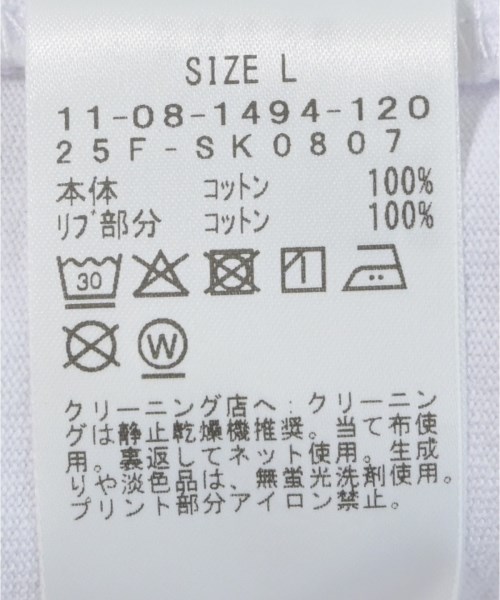 SIZE L
11-08-1494-120
25F-SK0807
本体 コットン 100%
リブ部分 コットン 100%
30
W
クリーニング店へ:クリーニン
グは静止乾燥機推奨。当て布使
用。裏返してネット使用。生成
りや淡色品は、無蛍光洗剤使用。
プリント部分アイロン禁止。